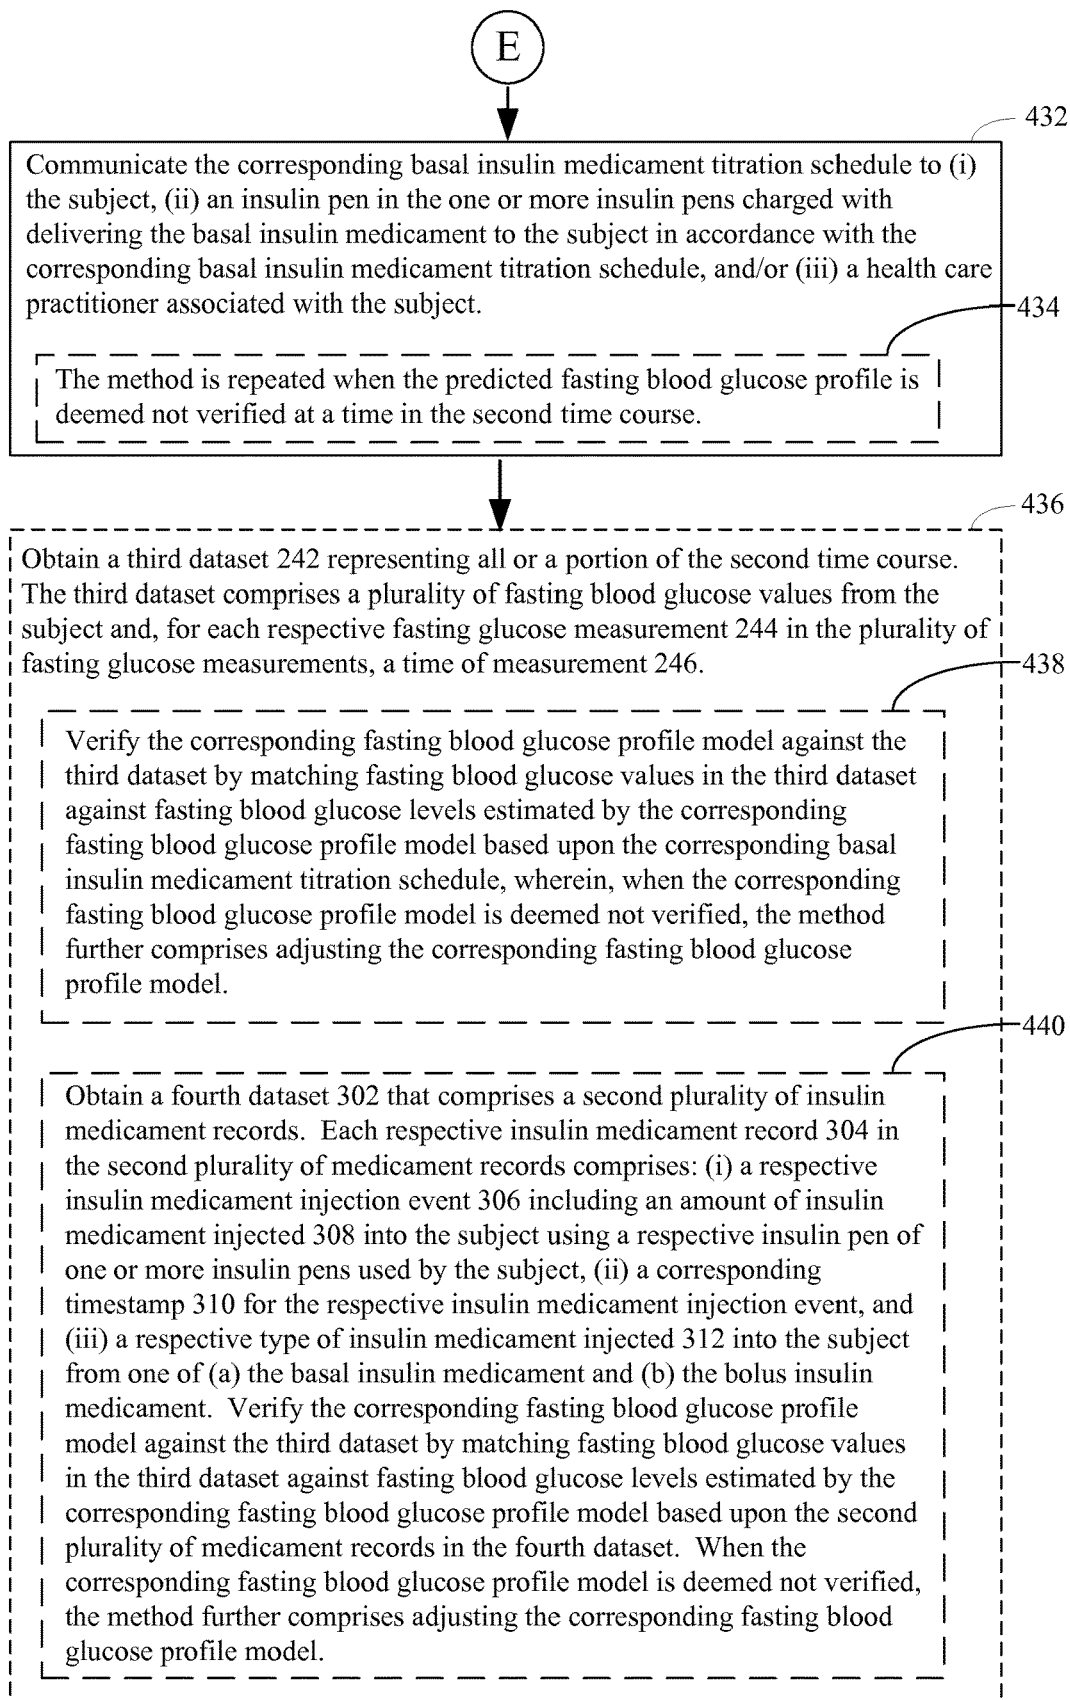 E
432
Communicate the corresponding basal insulin medicament titration schedule to (i)
the subject, (ii) an insulin pen in the one or more insulin pens charged with
delivering the basal insulin medicament to the subject in accordance with the
corresponding basal insulin medicament titration schedule, and/or (iii) a health care
practitioner associated with the subject.
434
The method is repeated when the predicted fasting blood glucose profile is
deemed not verified at a time in the second time course.
436
Obtain a third dataset 242 representing all or a portion of the second time course.
The third dataset comprises a plurality of fasting blood glucose values from the
subject and, for each respective fasting glucose measurement 244 in the plurality of
fasting glucose measurements, a time of measurement 246.
438
Verify the corresponding fasting blood glucose profile model against the
third dataset by matching fasting blood glucose values in the third dataset
against fasting blood glucose levels estimated by the corresponding
fasting blood glucose profile model based upon the corresponding basal
insulin medicament titration schedule, wherein, when the corresponding
fasting blood glucose profile model is deemed not verified, the method
further comprises adjusting the corresponding fasting blood glucose
profile model.
440
Obtain a fourth dataset 302 that comprises a second plurality of insulin
medicament records.  Each respective insulin medicament record 304 in
the second plurality of medicament records comprises: (i) a respective
insulin medicament injection event 306 including an amount of insulin
medicament injected 308 into the subject using a respective insulin pen of
one or more insulin pens used by the subject, (ii) a corresponding
timestamp 310 for the respective insulin medicament injection event, and
(iii) a respective type of insulin medicament injected 312 into the subject
from one of (a) the basal insulin medicament and (b) the bolus insulin
medicament.  Verify the corresponding fasting blood glucose profile
model against the third dataset by matching fasting blood glucose values
in the third dataset against fasting blood glucose levels estimated by the
corresponding fasting blood glucose profile model based upon the second
plurality of medicament records in the fourth dataset.  When the
corresponding fasting blood glucose profile model is deemed not verified,
the method further comprises adjusting the corresponding fasting blood
glucose profile model.